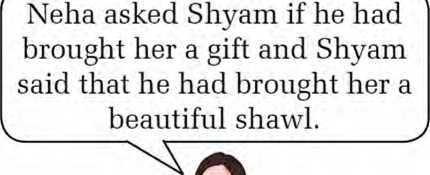 Neha asked Shyam if he had
brought her a gift and Shyam
said that he had brought her a
beautiful shawl.